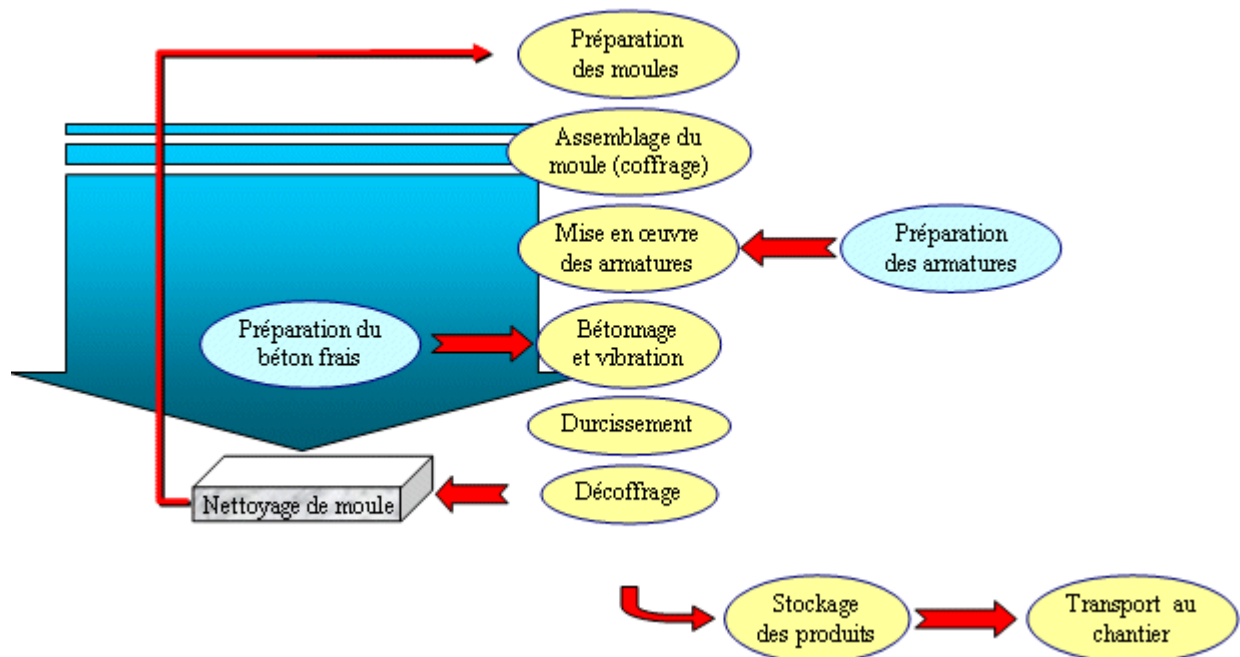 Préparation
des moules
Assemblage du
moule (coffrage)
Mise en œuvre
des armatures
Préparation
des armatures
Préparation du
béton frais
Bétonnage
et vibration
Durcissement
Décoffrage
Nettoyage de moule
Stockage
des produits
Transport au
chantier